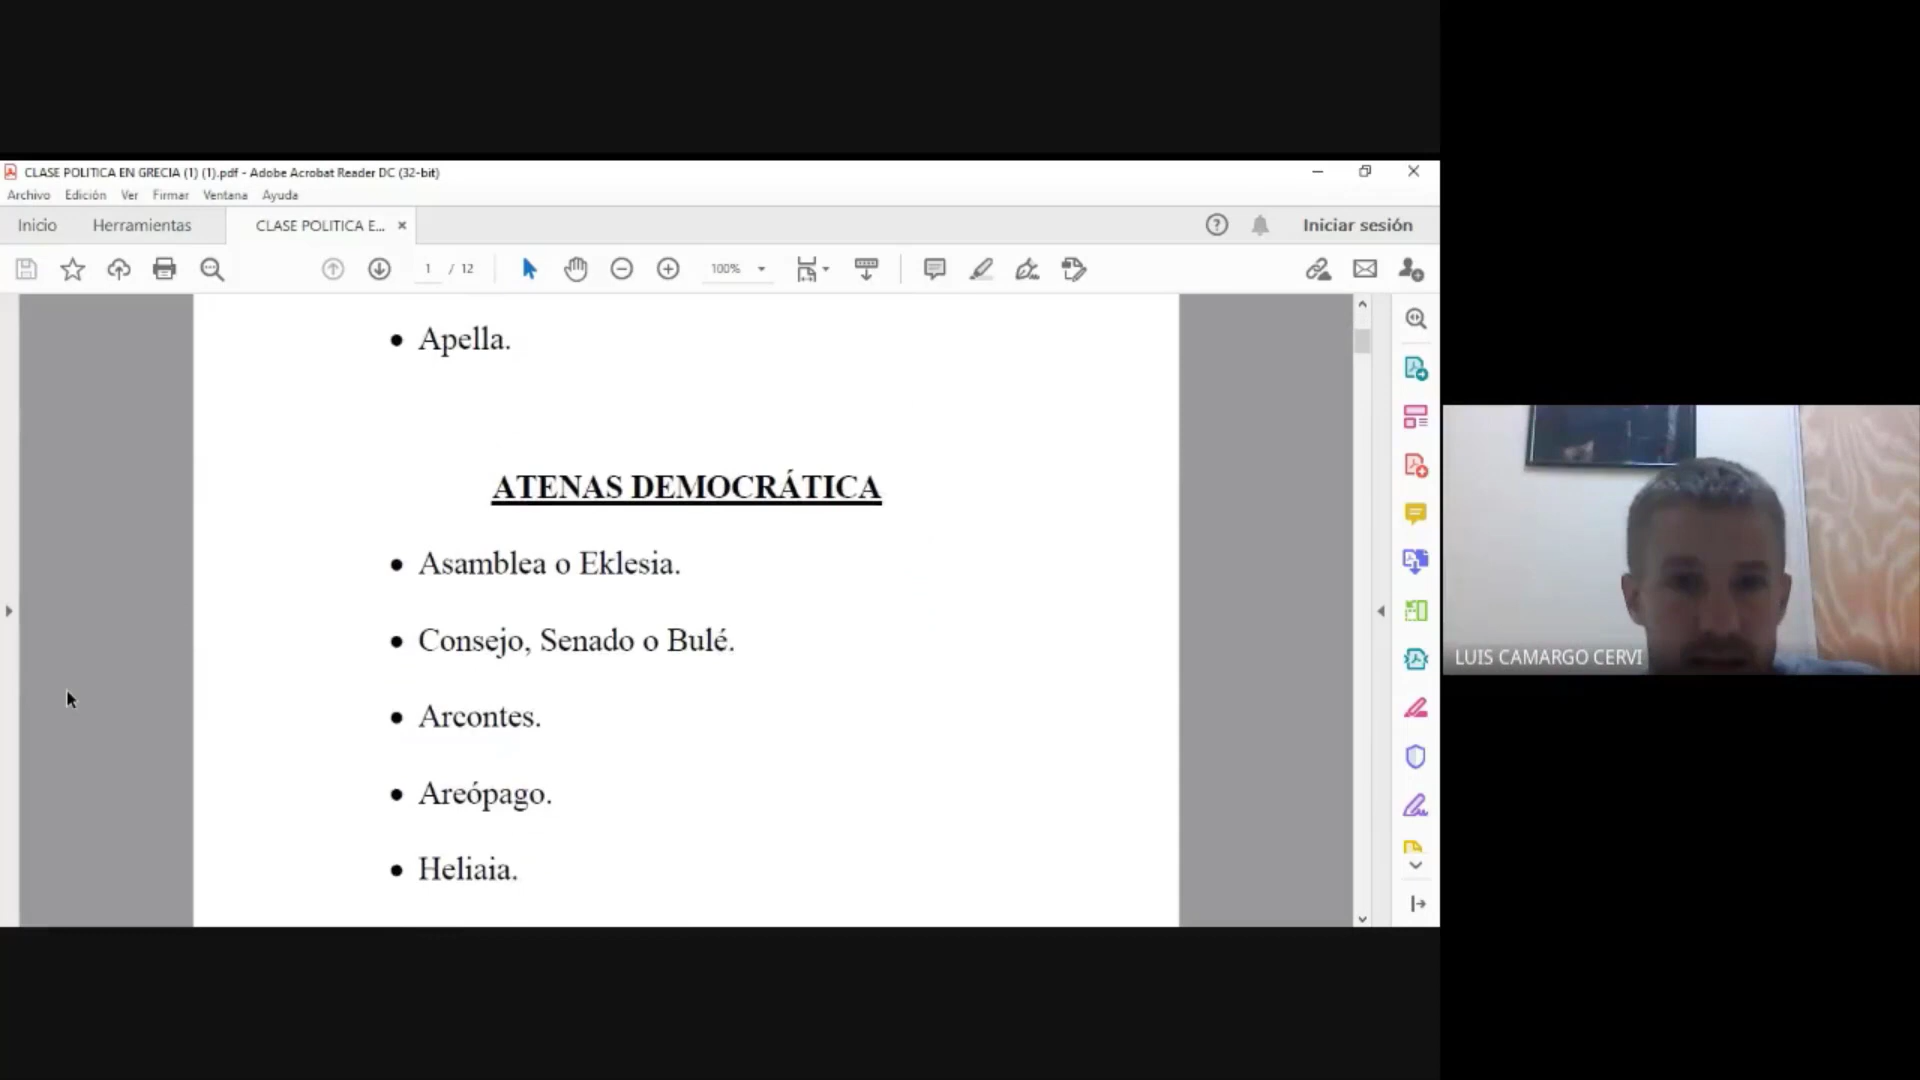 CLASE POLITICA EN GRECIA (1) (1).pdf - Adobe Acrobat Reader DC (32-bit)
Archivo Edición Ver Firmar Ventana Ayuda
Inicio Herramientas CLASE POLITICA E... Iniciar sesión
1 / 12 100%
• Apella.
ATENAS DEMOCRÁTICA
• Asamblea o Eklesia.
• Consejo, Senado o Bulé.
• Arcontes.
• Areópago.
• Heliaia.
LUIS CAMARGO CERVI